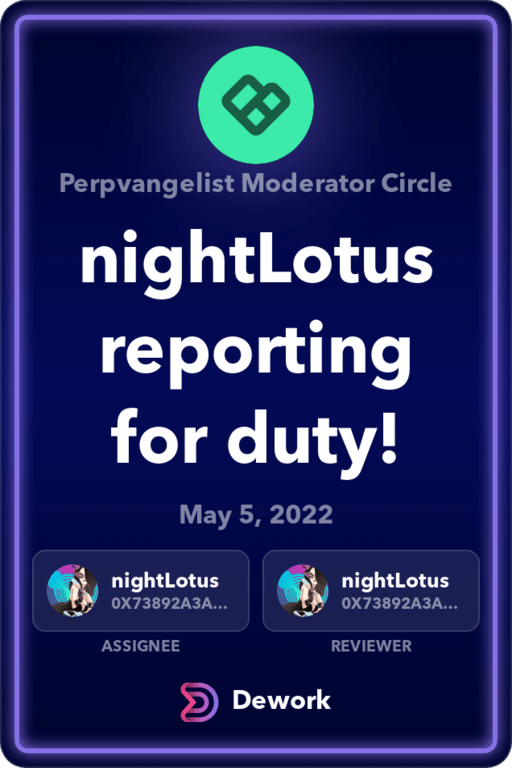 Perpvangelist Moderator Circle
nightLotus
reporting
for duty!
May 5, 2022
nightLotus
0X73892A3A...
ASSIGNEE
nightLotus
0X73892A3A...
REVIEWER
Dework